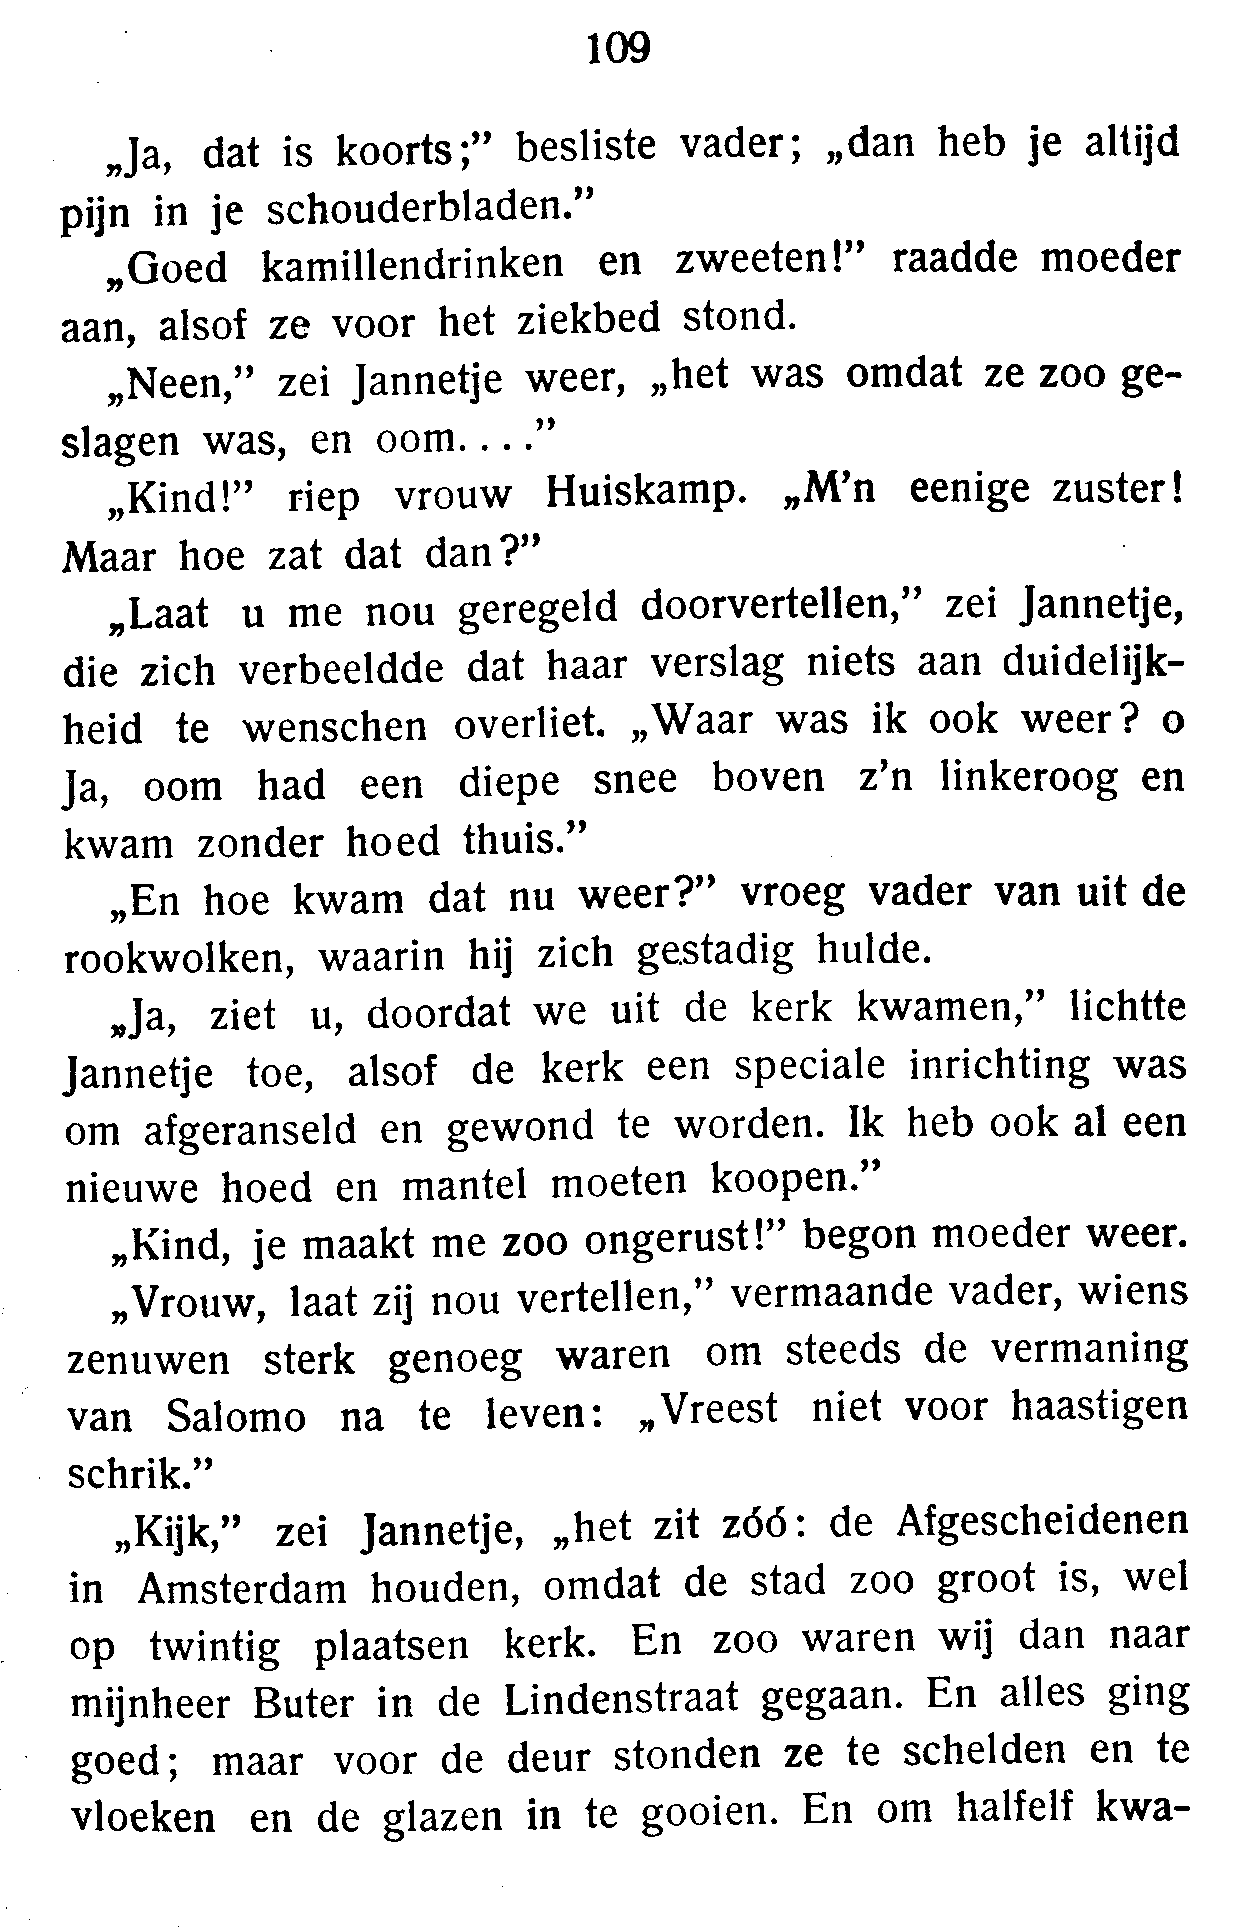 109
„Ja, dat is koorts;” besliste vader; „dan heb je altijd
pijn in je schouderbladen.”
„Goed kamillendrinken en zweeten!” raadde moeder
aan, alsof ze voor het ziekbed stond.
„Neen,” zei Jannetje weer, „het was omdat ze zoo ge-
slagen was, en oom. . . .”
„Kind!” riep vrouw Huiskamp. „M’n eenige zuster!
Maar hoe zat dat dan?”
„Laat u me nou geregeld doorvertellen,” zei Jannetje,
die zich verbeeldde dat haar verslag niets aan duidelijk-
heid te wenschen overliet. „Waar was ik ook weer? o
Ja, oom had een diepe snee boven z’n linkeroog en
kwam zonder hoed thuis.”
„En hoe kwam dat nu weer?” vroeg vader van uit de
rookwolken, waarin hij zich gestadig hulde.
„Ja, ziet u, doordat we uit de kerk kwamen,” lichtte
Jannetje toe, alsof de kerk een speciale inrichting was
om afgeranseld en gewond te worden. Ik heb ook al een
nieuwe hoed en mantel moeten koopen.”
„Kind, je maakt me zoo ongerust!” begon moeder weer.
„Vrouw, laat zij nou vertellen,” vermaande vader, wiens
zenuwen sterk genoeg waren om steeds de vermaning
van Salomo na te leven: „Vreest niet voor haastigen
schrik.”
„Kijk,” zei Jannetje, „het zit zóó: de Afgescheidenen
in Amsterdam houden, omdat de stad zoo groot is, wel
op twintig plaatsen kerk. En zoo waren wij dan naar
mijnheer Buter in de Lindenstraat gegaan. En alles ging
goed; maar voor de deur stonden ze te schelden en te
vloeken en de glazen in te gooien. En om halfelf kwa-